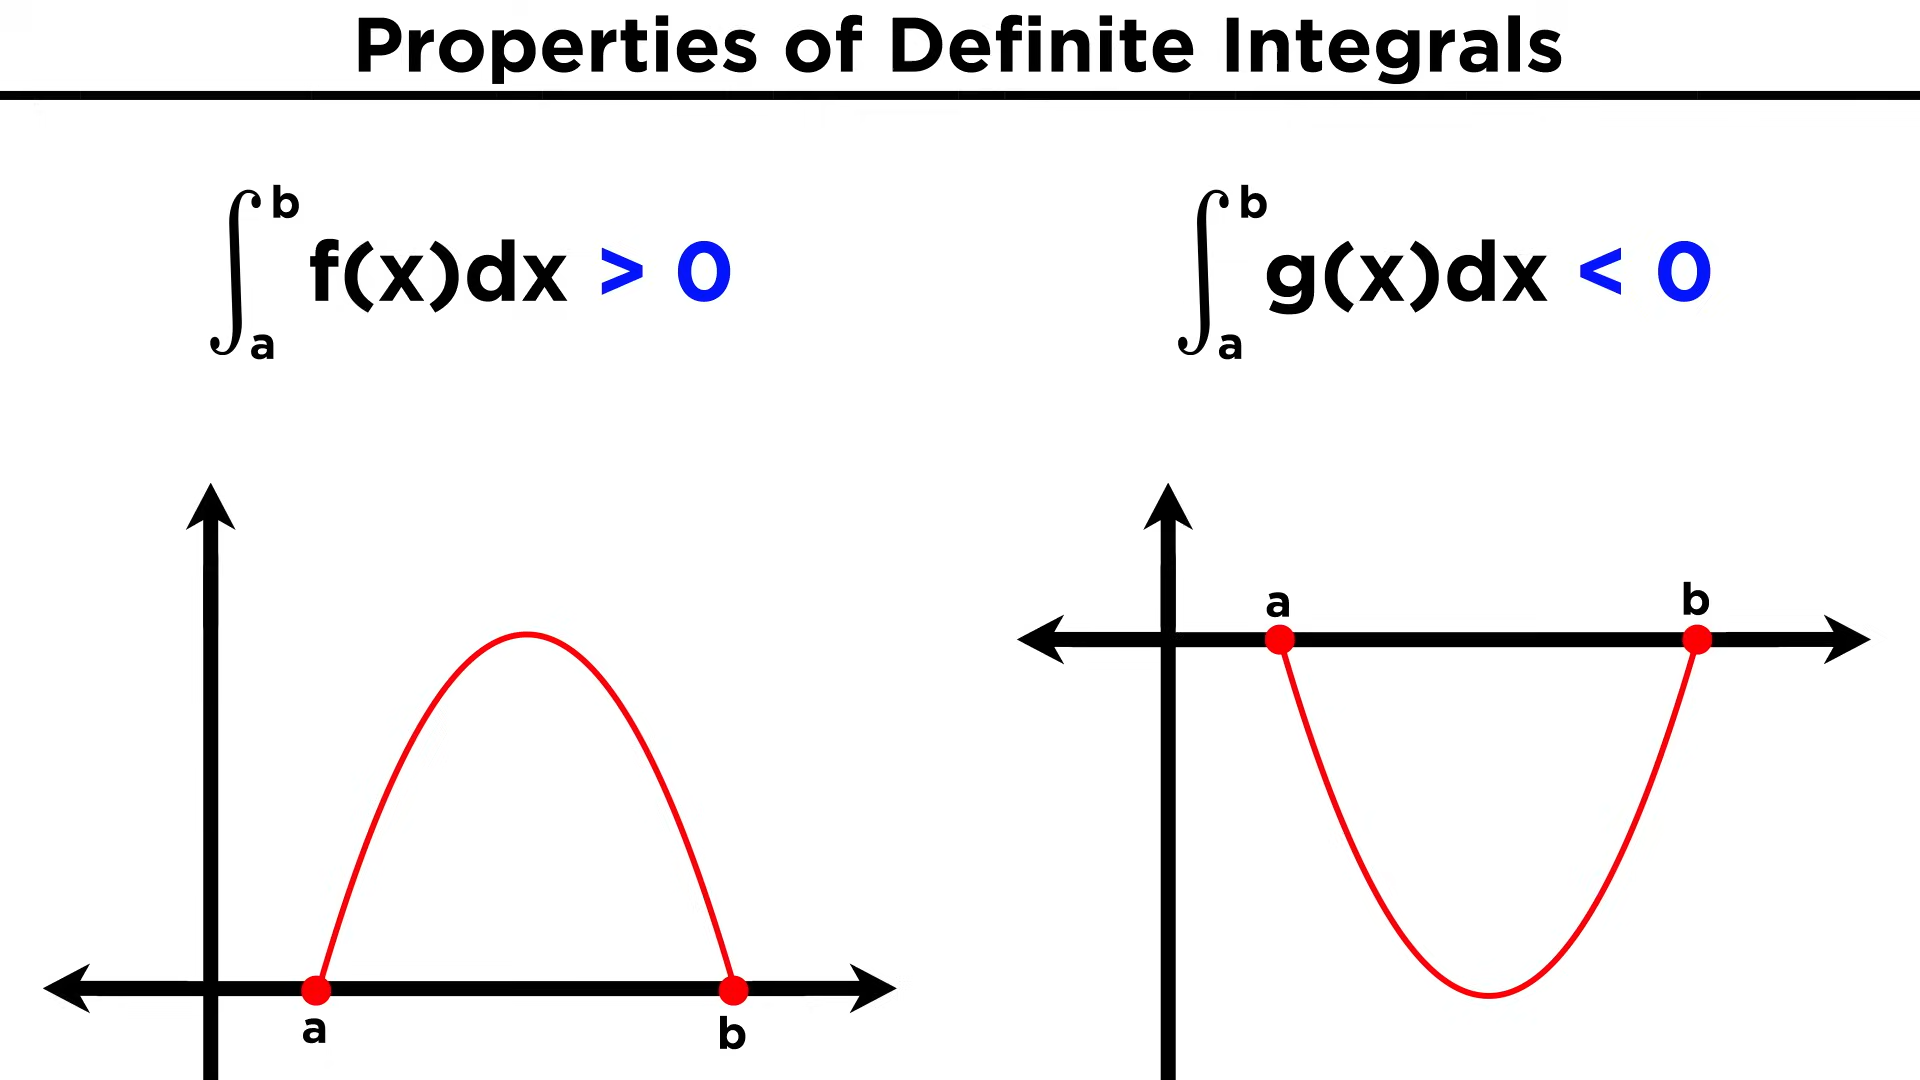 Properties of Definite Integrals
∫ₐᵇ f(x)dx > 0
∫ₐᵇ g(x)dx < 0
a
b
a
b